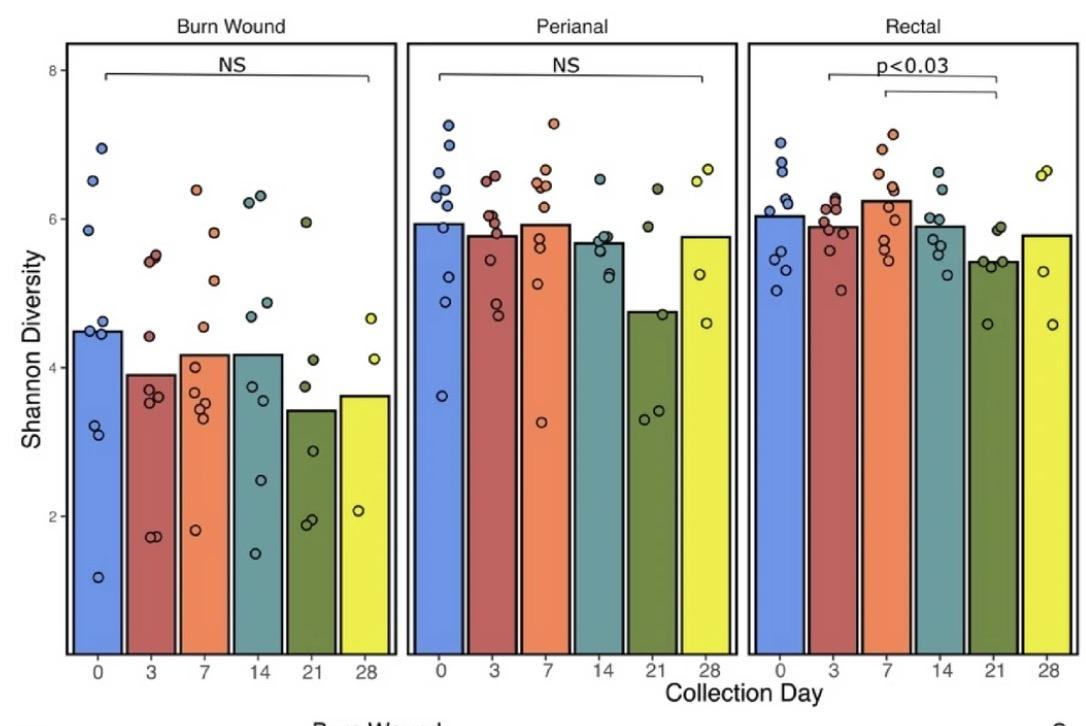 Burn Wound Perianal Rectal
8 NS NS p<0.03
6
4
2
Shannon Diversity
0 3 7 14 21 28 0 3 7 14 21 28 0 3 7 14 21 28
Collection Day